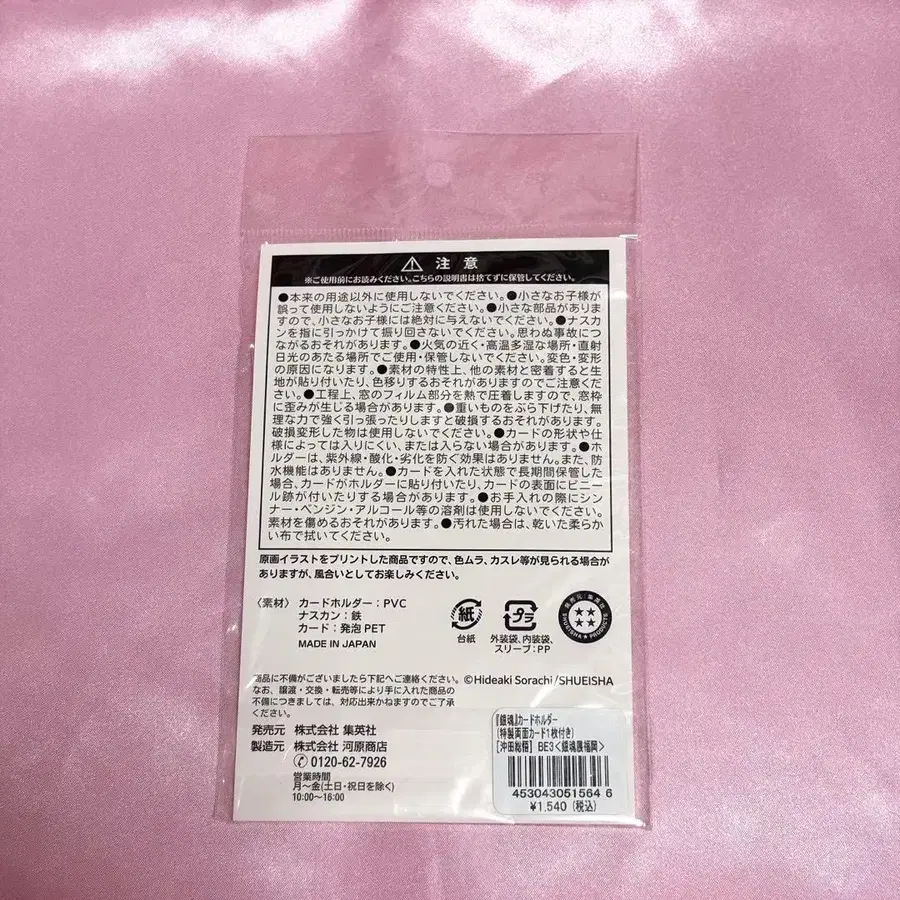 ⚠ 注意
※ご使用前にお読みください。こちらの説明書は捨てずに保管してください。
●本来の用途以外に使用しないでください。●小さなお子様が
誤って使用しないようにご注意ください。●小さな部品がありま
すので、小さなお子様には絶対に与えないでください。●ナスカ
ンを指に引っかけて振り回さないでください。思わぬ事故につ
ながるおそれがあります。●火気の近く・高温多湿な場所・直射
日光のあたる場所でご使用・保管しないでください。変色・変形
の原因になります。●素材の特性上、他の素材と密着すると生
地が貼り付いたり、色移りするおそれがありますのでご注意くだ
さい。●工程上、窓のフィルム部分を熱で圧着しますので、窓枠
に歪みが生じる場合があります。●重いものをぶら下げたり、無
理な力で強く引っ張ったりしますと破損するおそれがあります。
破損変形した物は使用しないでください。●カードの形状や仕
様によっては入りにくい、または入らない場合があります。●ホ
ルダーは、紫外線・酸化・劣化を防ぐ効果はありません。また、防
水機能はありません。●カードを入れた状態で長期間保管した
場合、カードがホルダーに貼り付いたり、カードの表面にビニー
ル跡が付いたりする場合があります。●お手入れの際にシン
ナー・ベンジン・アルコール等の溶剤は使用しないでください。
素材を傷めるおそれがあります。●汚れた場合は、乾いた柔らか
い布で拭いてください。
原画イラストをプリントした商品ですので、色ムラ、カスレ等が見られる場合が
ありますが、風合いとしてお楽しみください。
〈素材〉 カードホルダー：PVC
ナスカン：鉄
カード：発泡PET
MADE IN JAPAN
紙
台紙
プラ
外装袋、内装袋、
スリーブ：PP
発売元：集英社
SHUEISHA ★ PRODUCTS
商品に不備がございましたら下記へご連絡ください。
なお、譲渡・交換・転売等により手に入れた商品の
不備につきましては、対応出来かねますのでご了承
ください。
©Hideaki Sorachi/SHUEISHA
発売元 株式会社 集英社
製造元 株式会社 河原商店
0120-62-7926
営業時間
月～金(土日・祝日を除く)
10:00～16:00
『銀魂』カードホルダー
(特製両面カード1枚付き)
[沖田総悟] BE3<銀魂展福岡>
453043051564 6
¥1,540 (税込)